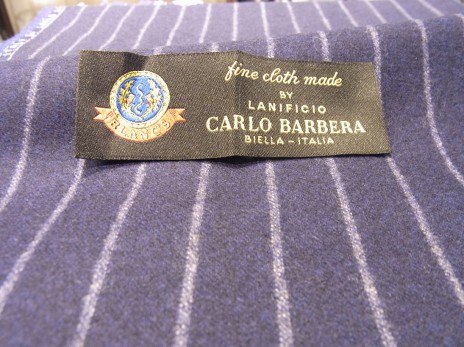 fine cloth made
BY
LANIFICIO
CARLO BARBERA
BIELLA – ITALIA